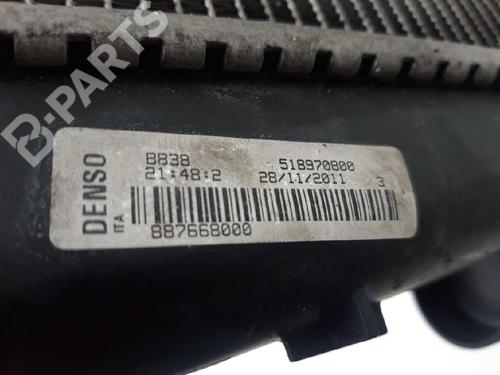 B-PARTS
DENSO
ITA
8838 518970800
21:48:2 28/11/2011 3
887668000